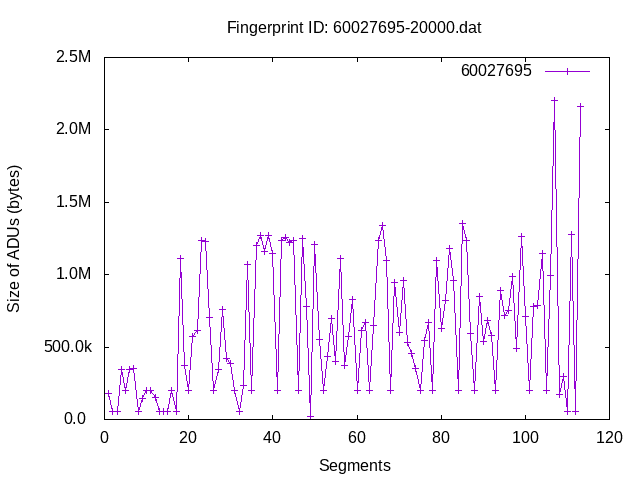 Fingerprint ID: 60027695-20000.dat
60027695
2.5M
2.0M
1.5M
1.0M
500.0k
0.0
0 20 40 60 80 100 120
Size of ADUs (bytes)
Segments